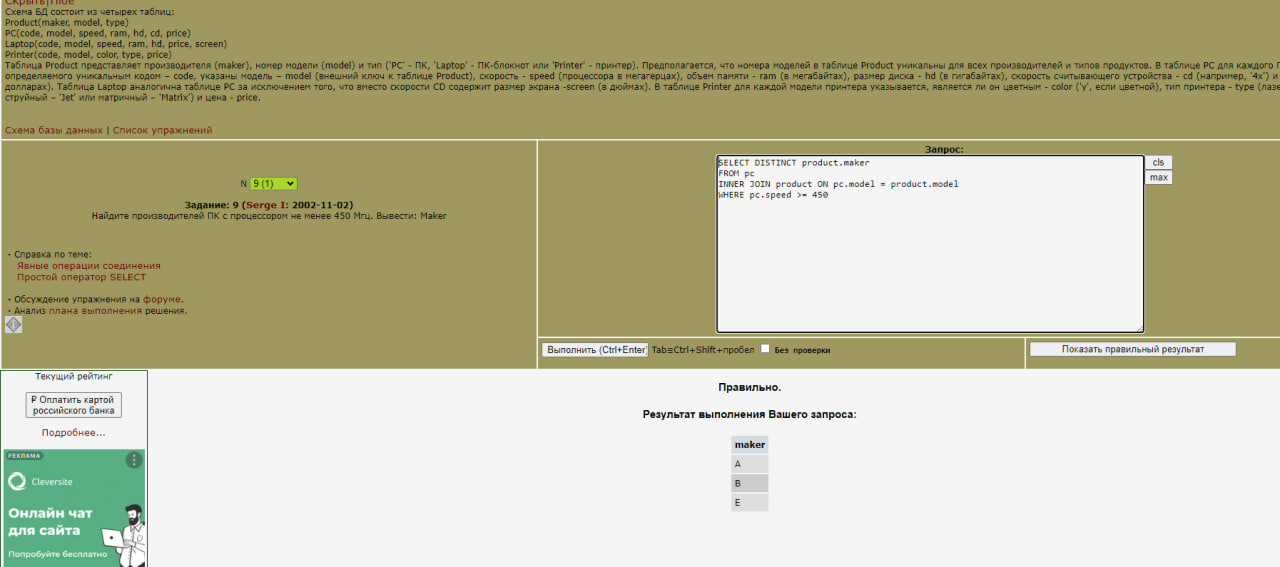 Скрыть|Hide
Схема БД состоит из четырех таблиц:
Product(maker, model, type)
PC(code, model, speed, ram, hd, cd, price)
Laptop(code, model, speed, ram, hd, price, screen)
Printer(code, model, color, type, price)
Таблица Product представляет производителя (maker), номер модели (model) и тип ('PC' - ПК, 'Laptop' - ПК-блокнот или 'Printer' - принтер). Предполагается, что номера моделей в таблице Product уникальны для всех производителей и типов продуктов. В таблице PC для каждого
определяемого уникальным кодом – code, указаны модель – model (внешний ключ к таблице Product), скорость - speed (процессора в мегагерцах), объем памяти - ram (в мегабайтах), размер диска - hd (в гигабайтах), скорость считывающего устройства - cd (например, '4x') и
долларах). Таблица Laptop аналогична таблице РС за исключением того, что вместо скорости CD содержит размер экрана -screen (в дюймах). В таблице Printer для каждой модели принтера указывается, является ли он цветным - color ('y', если цветной), тип принтера - type
струйный – 'Jet' или матричный – 'Matrix') и цена - price.
Схема базы данных | Список упражнений
N 9 (1)
Задание: 9 (Serge I: 2002-11-02)
Найдите производителей ПК с процессором не менее 450 Мгц. Вывести: Maker
· Справка по теме:
Явные операции соединения
Простой оператор SELECT
· Обсуждение упражнения на форуме.
· Анализ плана выполнения решения.
Запрос:
SELECT DISTINCT product.maker
FROM pc
INNER JOIN product ON pc.model = product.model
WHERE pc.speed >= 450
cls
max
Выполнить (Ctrl+Enter) Tab≡Ctrl+Shift+пробел Без проверки
Показать правильный результат
Текущий рейтинг
₽ Оплатить картой
российского банка
Подробнее...
РЕКЛАМА
Cleversite
Онлайн чат
для сайта
Попробуйте бесплатно
Правильно.
Результат выполнения Вашего запроса:
maker
A
B
E